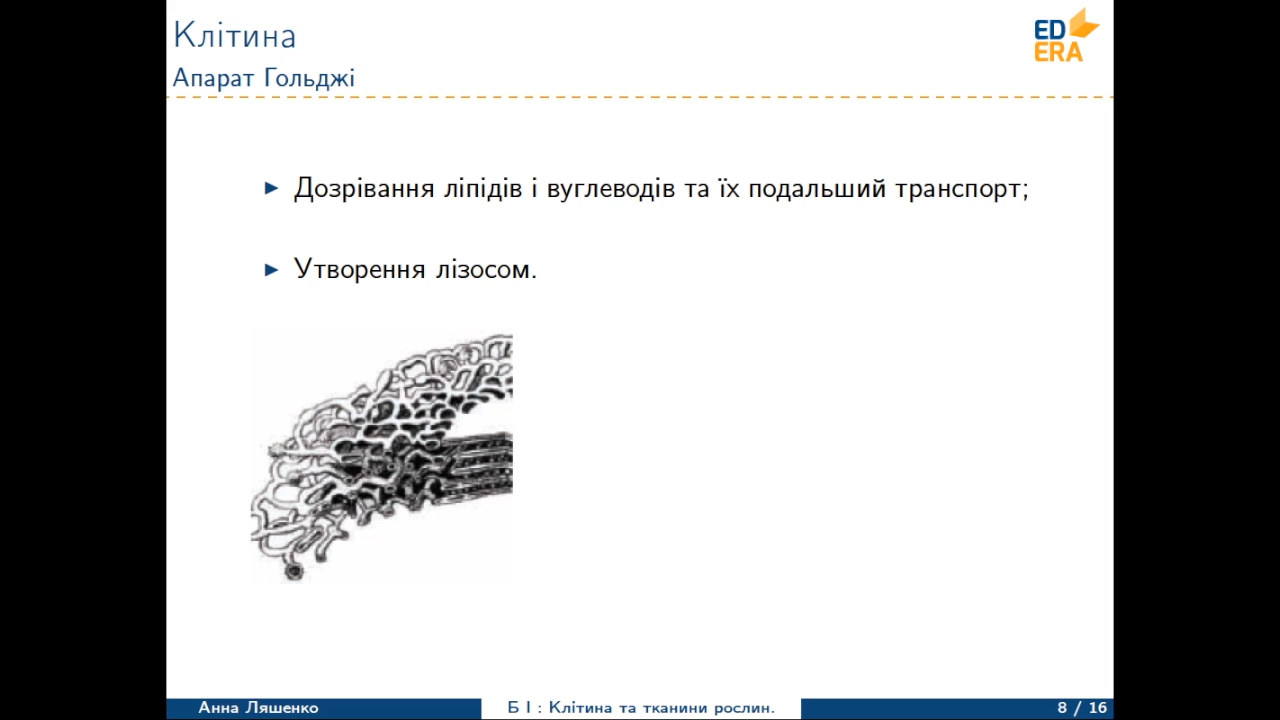 Клітина
ED
ERA
Апарат Гольджі
Дозрівання ліпідів і вуглеводів та їх подальший транспорт;
Утворення лізосом.
Анна Ляшенко
Б І : Клітина та тканини рослин.
8 / 16